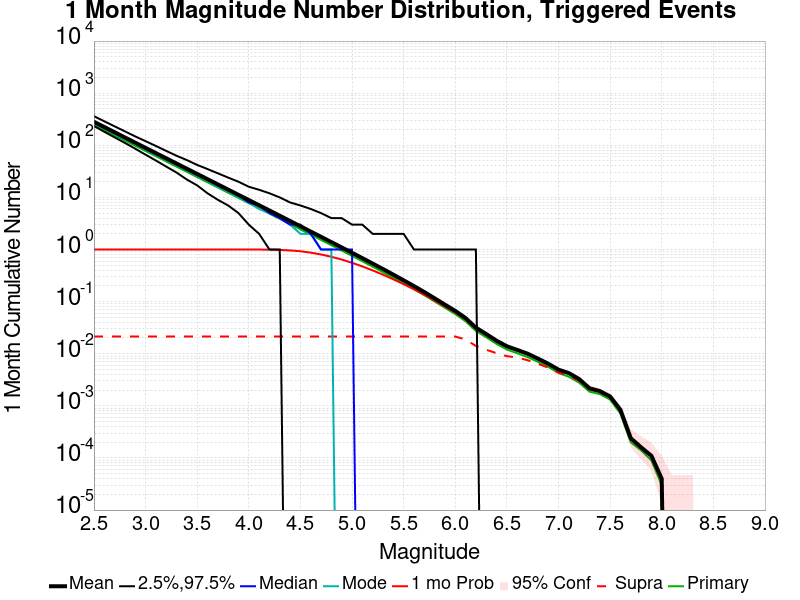 1 Month Magnitude Number Distribution, Triggered Events
1 Month Cumulative Number
10^4
10^3
10^2
10^1
10^0
10^-1
10^-2
10^-3
10^-4
10^-5
2.5 3.0 3.5 4.0 4.5 5.0 5.5 6.0 6.5 7.0 7.5 8.0 8.5 9.0
Magnitude
Mean 2.5%,97.5% Median Mode 1 mo Prob 95% Conf Supra Primary